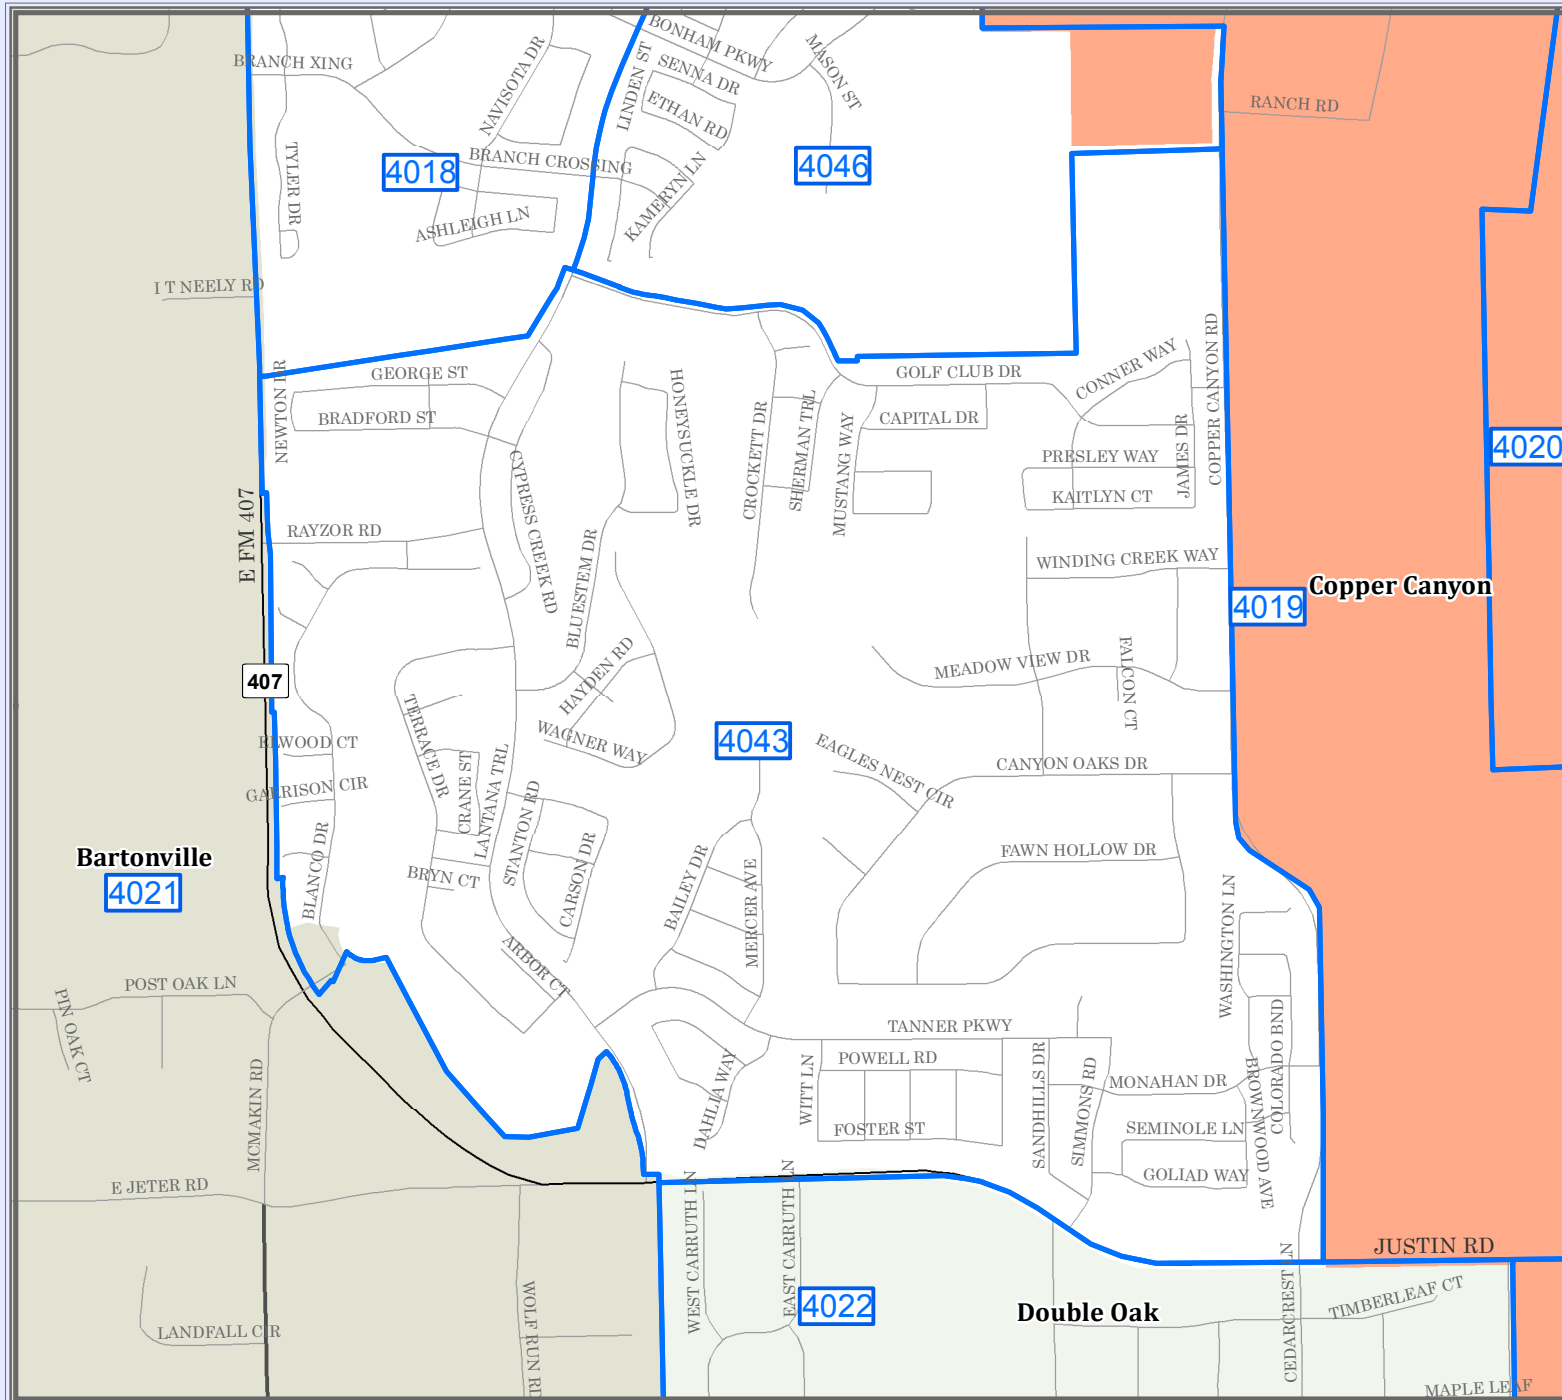 BONHAM PKWY
MASON ST
BRANCH XING
NAVISOTA DR
LINDEN ST
SENNA DR
ETHAN RD
RANCH RD
TYLER DR
4018
BRANCH CROSSING
4046
KAMERYN LN
ASHLEIGH LN
I T NEELY RD
NEWTON DR
GEORGE ST
BRADFORD ST
HONEYSUCKLE DR
CROCKETT DR
SHERMAN TRL
MUSTANG WAY
GOLF CLUB DR
CAPITAL DR
CONNER WAY
COPPER CANYON RD
JAMES DR
PRESLEY WAY
KAITLYN CT
4020
E FM 407
RAYZOR RD
CYPRESS CREEK RD
BLUESTEM DR
WINDING CREEK WAY
Copper Canyon
4019
HAYDEN RD
MEADOW VIEW DR
FALCON CT
407
TERRACE DR
WAGNER WAY
4043
ELWOOD CT
EAGLES NEST CIR
CANYON OAKS DR
GARRISON CIR
CRANE ST
LANTANA TRL
STANTON RD
CARSON DR
BLANCO DR
BRYN CT
BAILEY DR
MERCER AVE
FAWN HOLLOW DR
Bartonville
4021
WASHINGTON LN
ARBOR CT
POST OAK LN
PIN OAK CT
TANNER PKWY
COLORADO BND
POWELL RD
MCMAKIN RD
DAHLIA WAY
WITT LN
SANDHILLS DR
SIMMONS RD
MONAHAN DR
BROWNWOOD AVE
FOSTER ST
SEMINOLE LN
GOLIAD WAY
E JETER RD
WEST CARRUTH LN
EAST CARRUTH LN
JUSTIN RD
CEDARCREST LN
4022
Double Oak
TIMBERLEAF CT
WOLF RUN RD
LANDFALL CIR
MAPLE LEAF